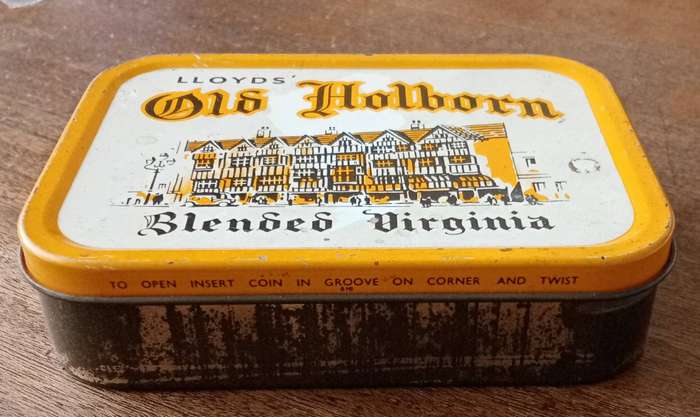 LLOYDS'
Old Holborn
Blended Virginia
TO OPEN INSERT COIN IN GROOVE ON CORNER AND TWIST